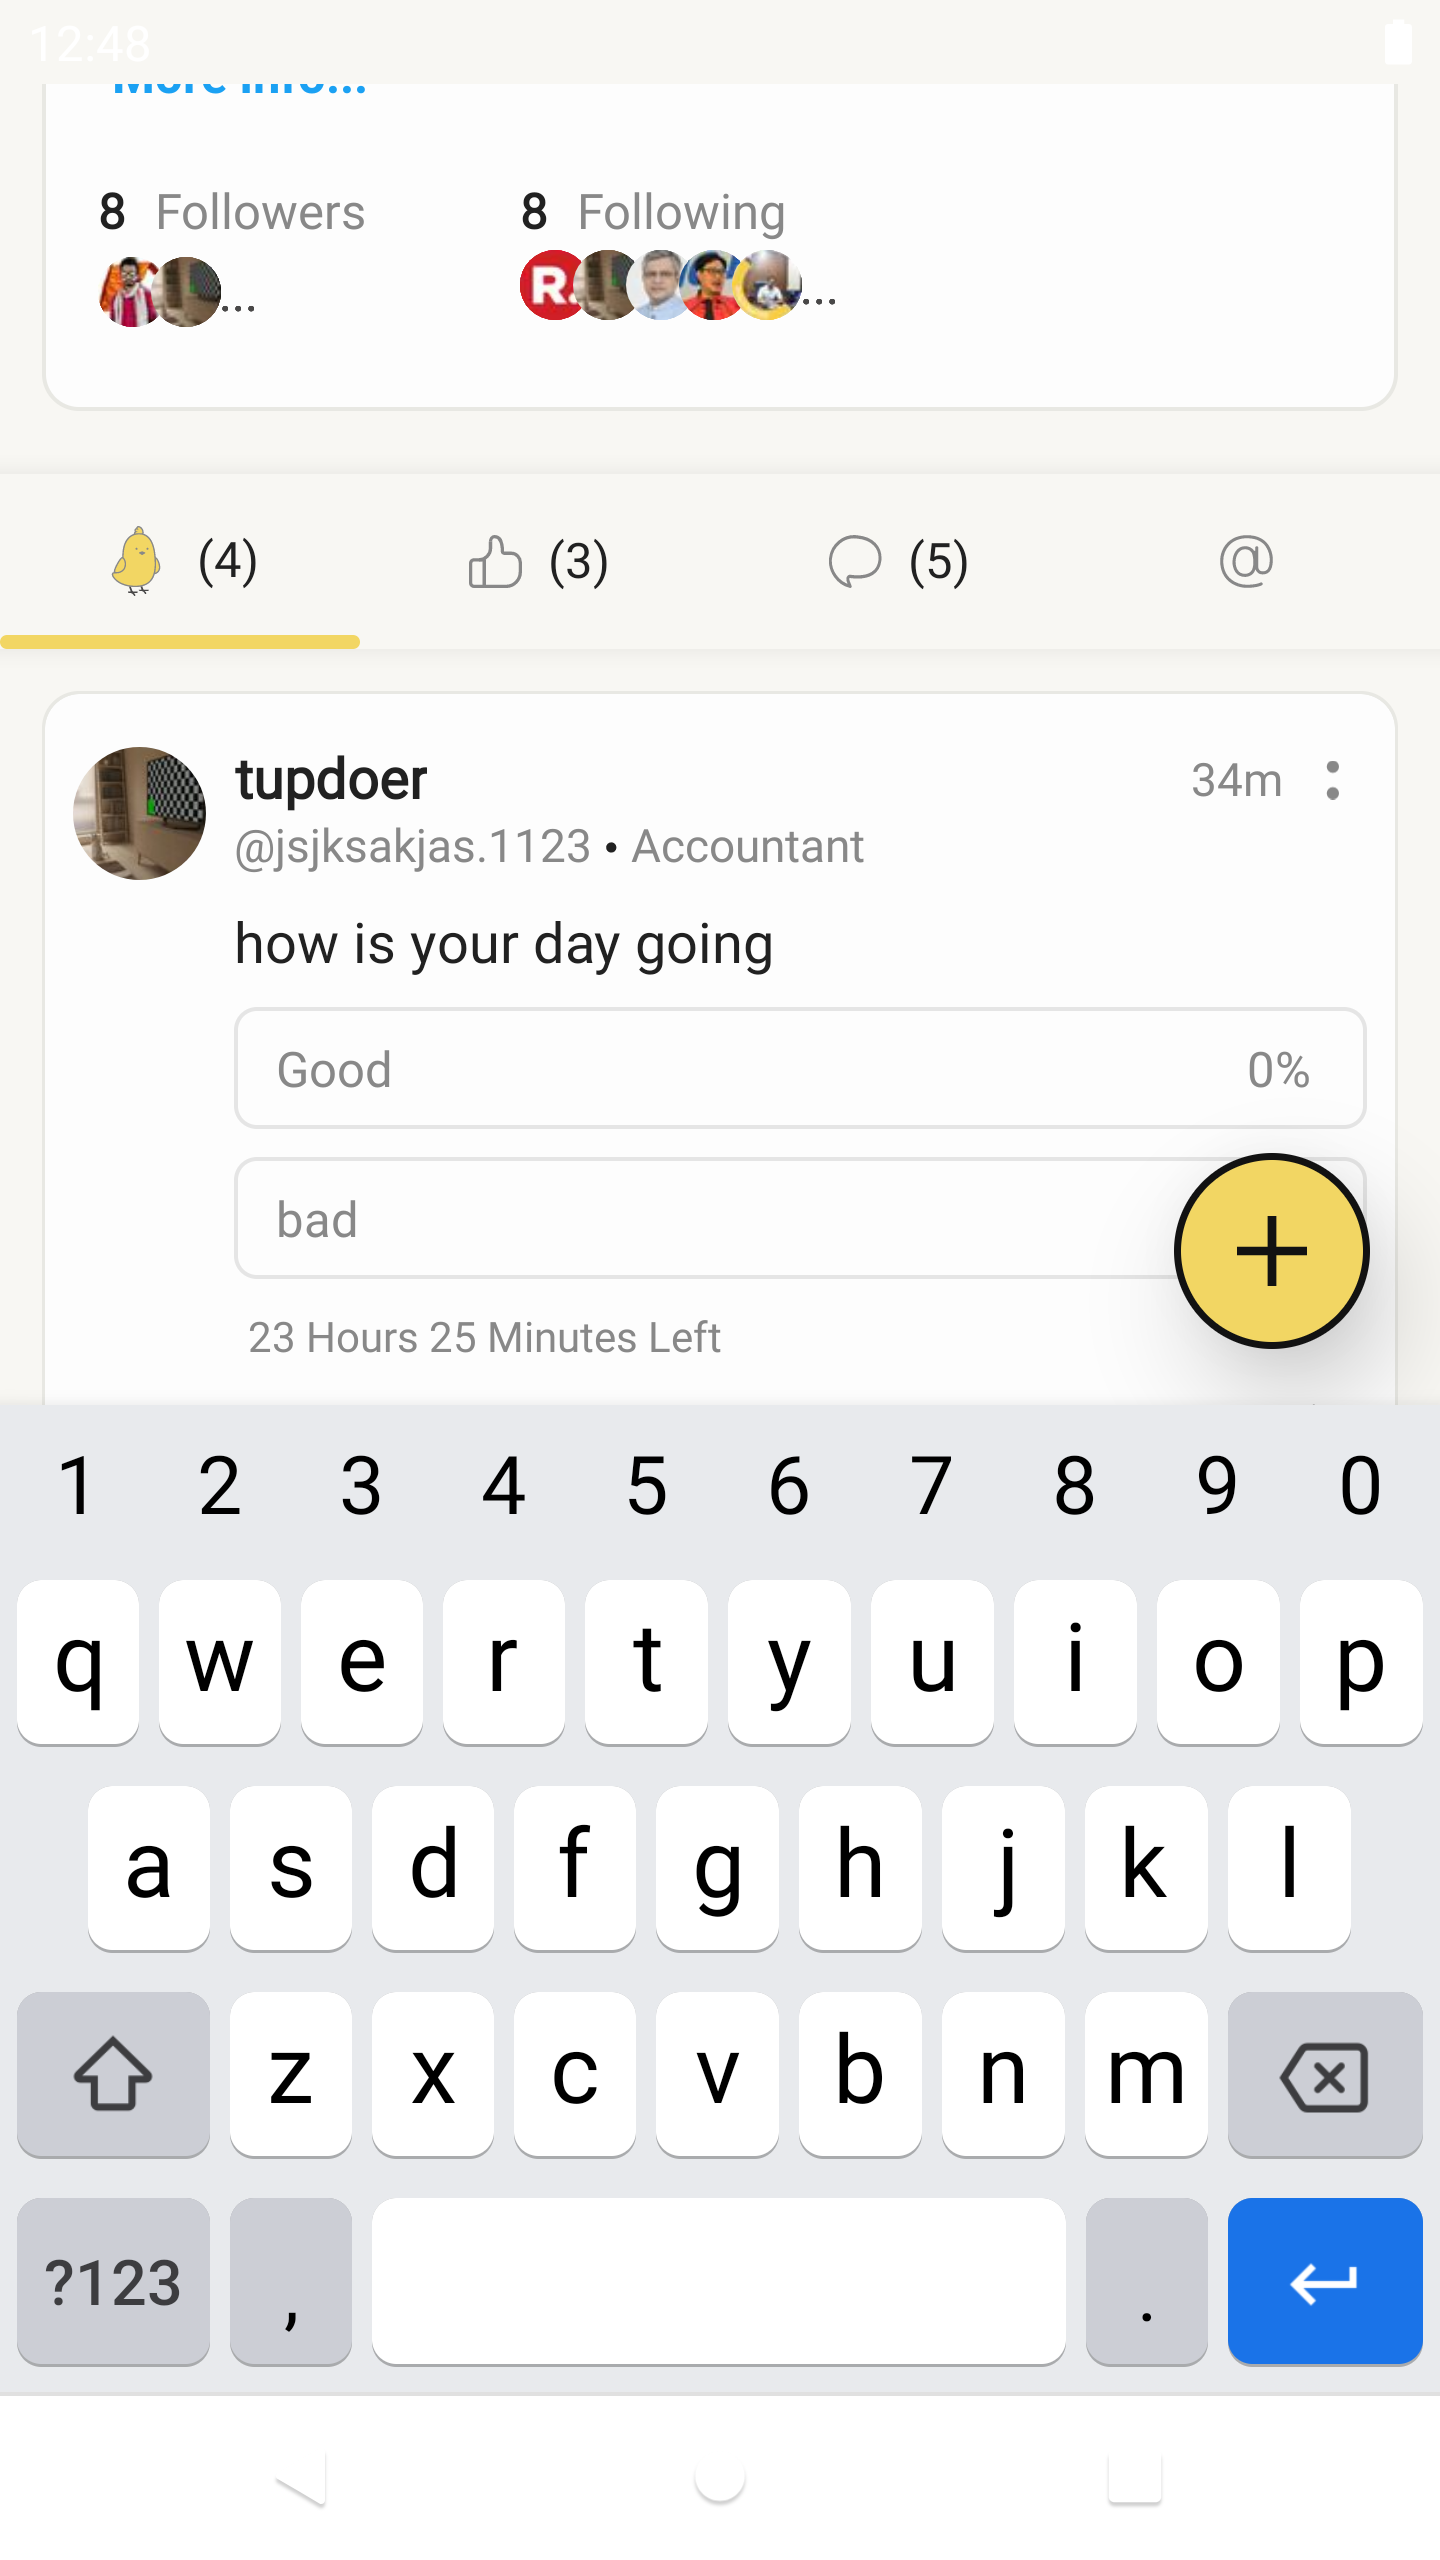 12:48
More info...
8 Followers 8 Following
R.
... ...
(4) (3) (5) @
tupdoer 34m
@jsjksakjas.1123 • Accountant
how is your day going
Good 0%
bad
23 Hours 25 Minutes Left
1 2 3 4 5 6 7 8 9 0
q w e r t y u i o p
a s d f g h j k l
z x c v b n m
?123 , .